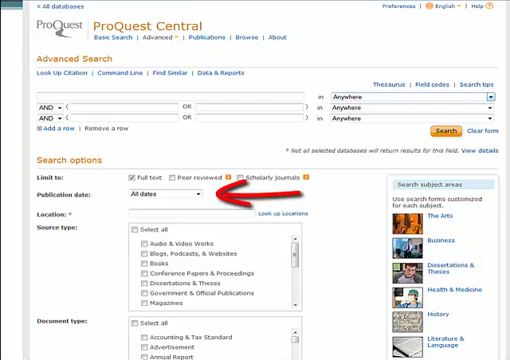 < All databases
Preferences English Help
ProQuest ProQuest Central
Basic Search | Advanced | Publications | Browse | About
Advanced Search
Look Up Citation | Command Line | Find Similar | Data & Reports
Thesaurus | Field codes | Search tips
in Anywhere
AND ( OR ) in Anywhere
AND ( OR ) in Anywhere
Add a row | Remove a row
Search Clear form
* Not all selected databases will return results for this field. View details
Search options
Limit to: Full text Peer reviewed Scholarly journals
Publication date: All dates
Location: * Look up Locations
Source type: Select all
Audio & Video Works
Blogs, Podcasts, & Websites
Books
Conference Papers & Proceedings
Dissertations & Theses
Government & Official Publications
Magazines
Document type: Select all
Accounting & Tax Standard
Advertisement
Annual Report
Search subject areas
Use search forms customized
for each subject.
The Arts
Business
Dissertations &
Theses
Health & Medicine
History
Literature &
Language